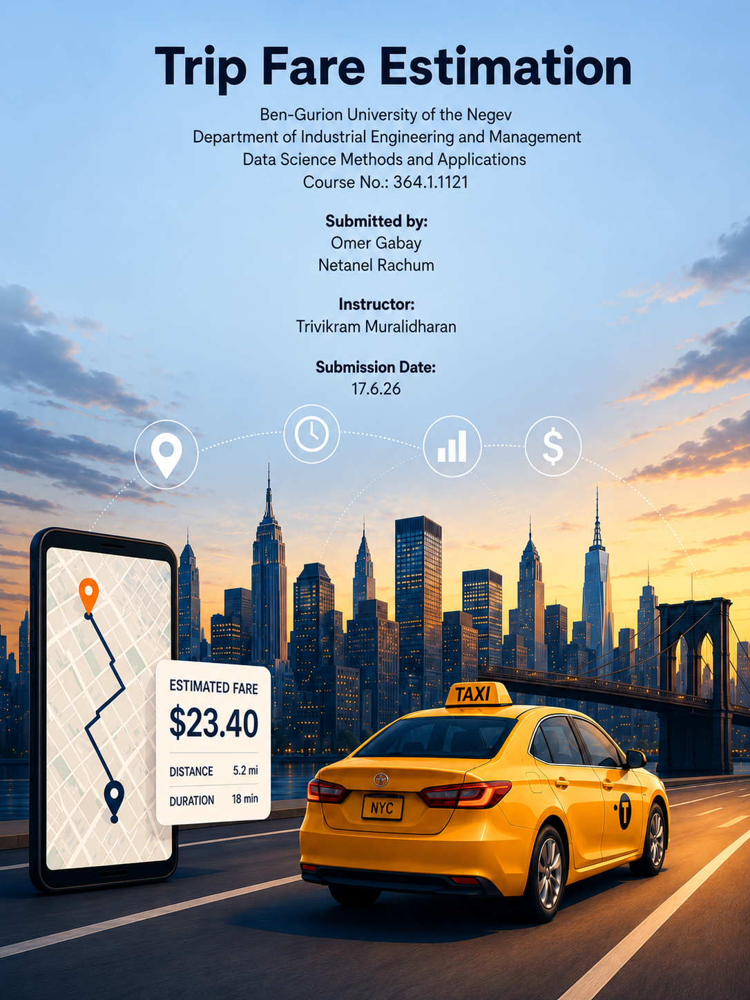 Trip Fare Estimation
Ben-Gurion University of the Negev
Department of Industrial Engineering and Management
Data Science Methods and Applications
Course No.: 364.1.1121
Submitted by:
Omer Gabay
Netanel Rachum
Instructor:
Trivikram Muralidharan
Submission Date:
17.6.26
$
ESTIMATED FARE
$23.40
DISTANCE 5.2 mi
DURATION 18 min
TAXI
NYC
T